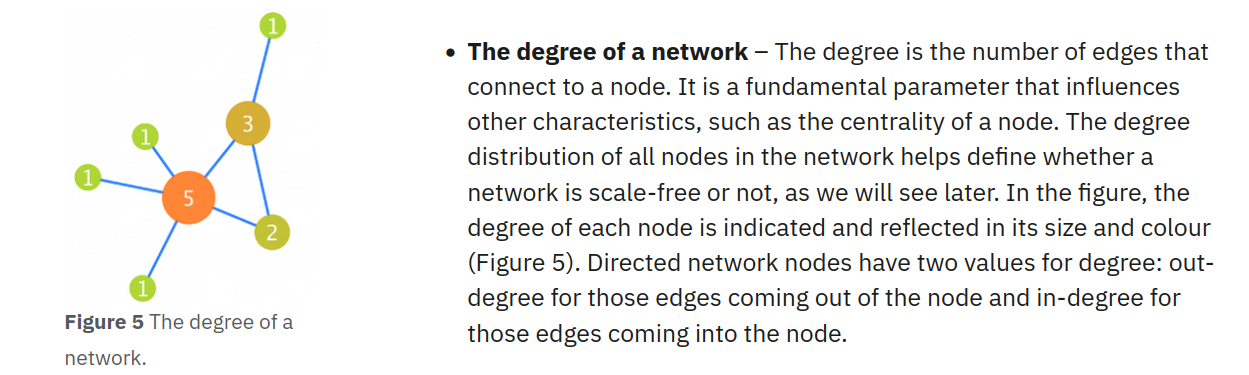 1
3
1
1
5
2
1
Figure 5 The degree of a
network.
• The degree of a network – The degree is the number of edges that
connect to a node. It is a fundamental parameter that influences
other characteristics, such as the centrality of a node. The degree
distribution of all nodes in the network helps define whether a
network is scale-free or not, as we will see later. In the figure, the
degree of each node is indicated and reflected in its size and colour
(Figure 5). Directed network nodes have two values for degree: out-
degree for those edges coming out of the node and in-degree for
those edges coming into the node.